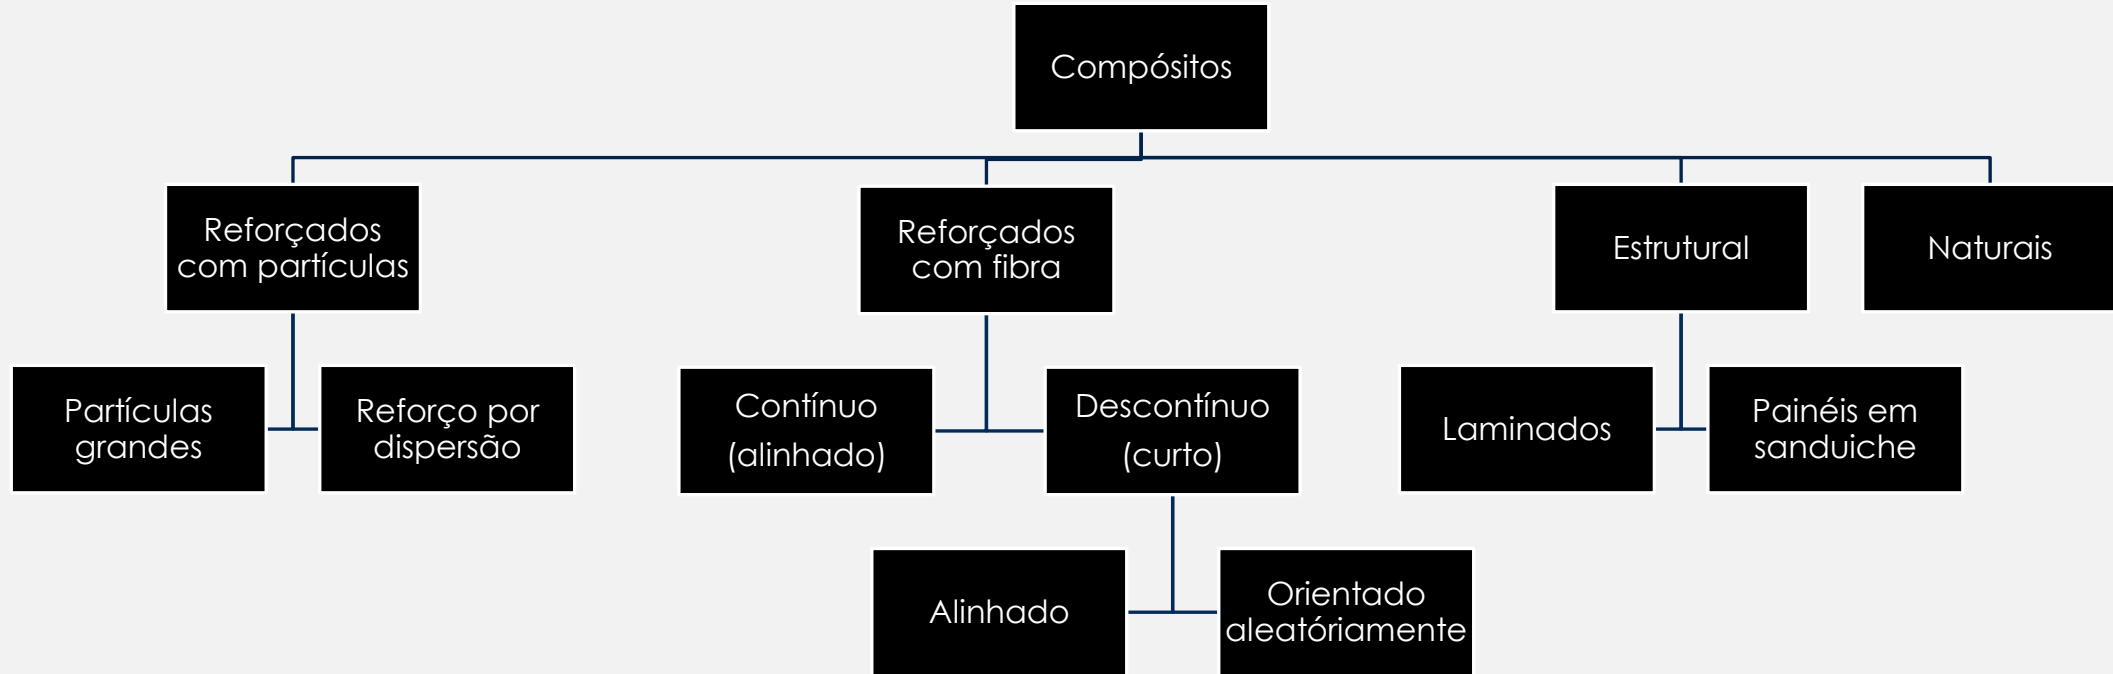 Compósitos
Reforçados
com partículas
Reforçados
com fibra
Estrutural
Naturais
Partículas
grandes
Reforço por
dispersão
Contínuo
(alinhado)
Descontínuo
(curto)
Laminados
Painéis em
sanduiche
Alinhado
Orientado
aleatóriamente